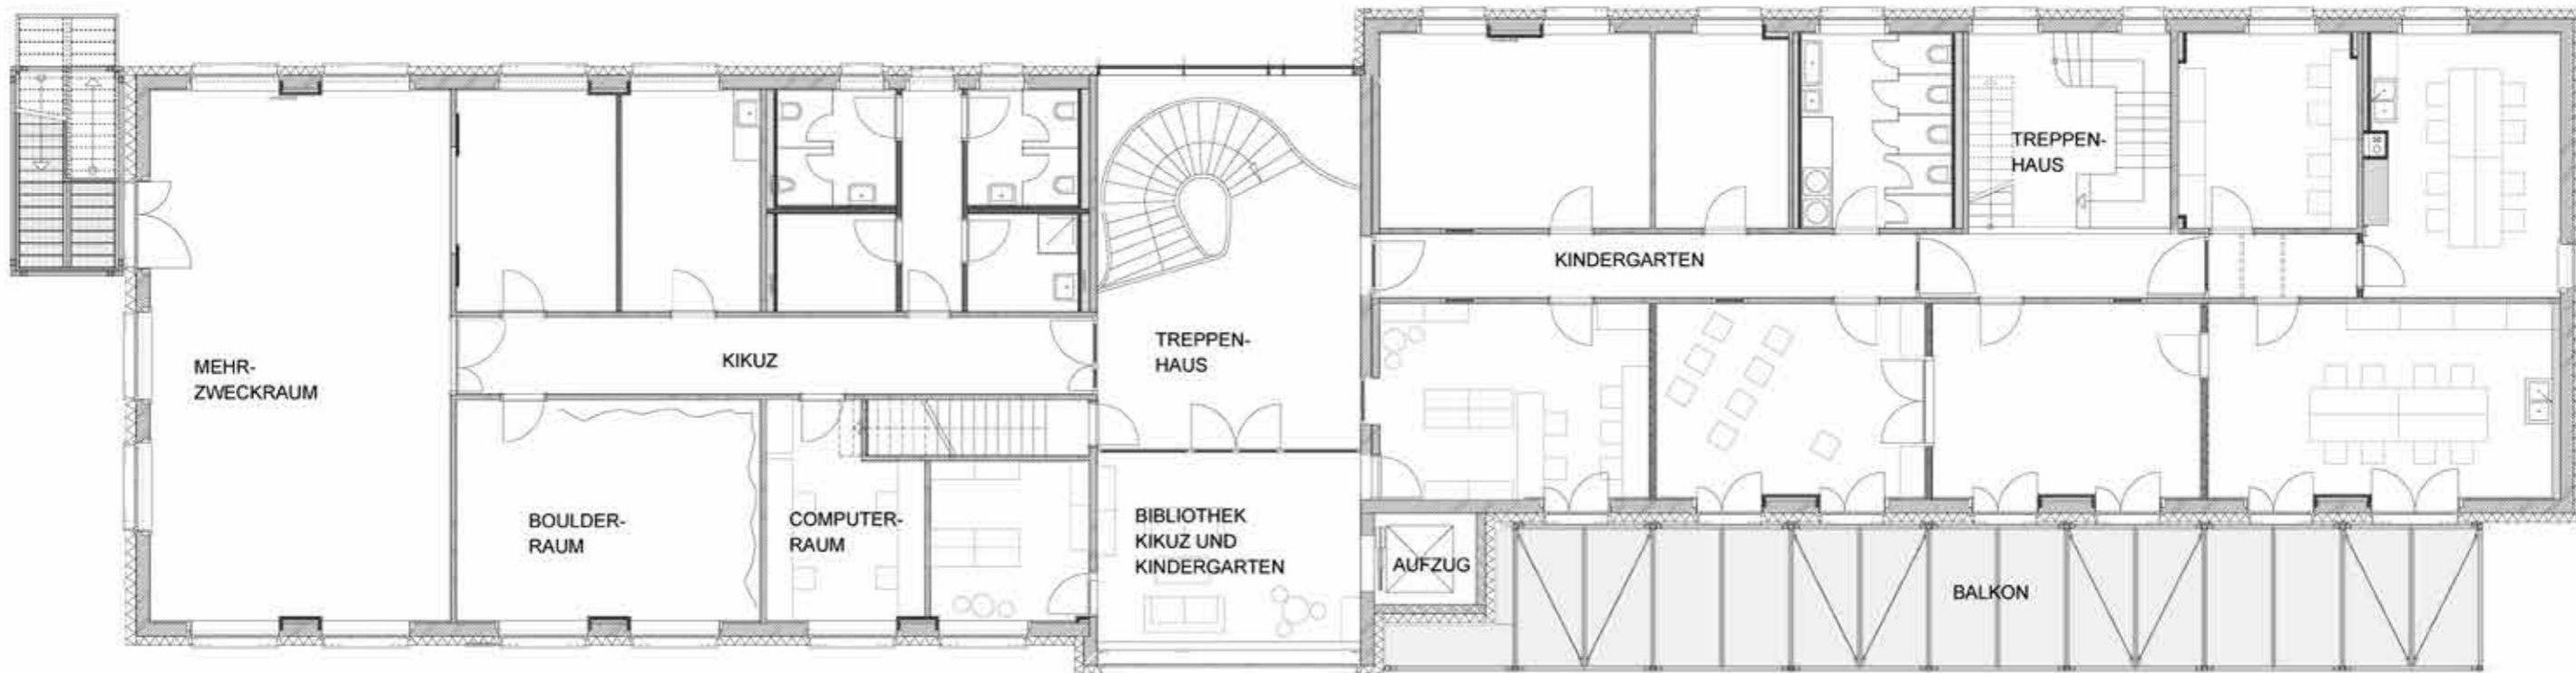 MEHR-
ZWECKRAUM
KIKUZ
BOULDER-
RAUM
COMPUTER-
RAUM
TREPPEN-
HAUS
BIBLIOTHEK
KIKUZ UND
KINDERGARTEN
AUFZUG
KINDERGARTEN
TREPPEN-
HAUS
BALKON